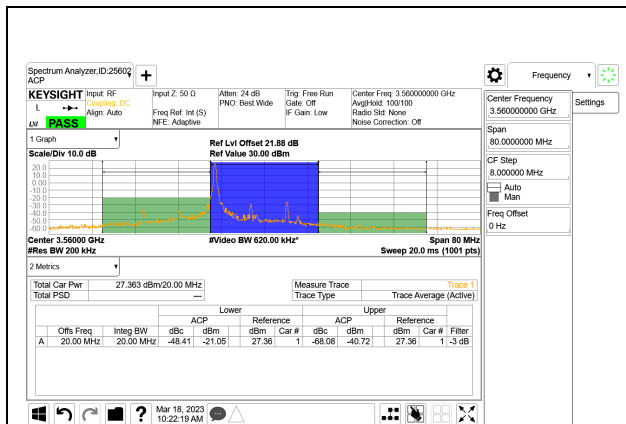 Spectrum Analyzer,ID:25602
ACP
Frequency
KEYSIGHT
Input: RF
Coupling: DC
Align: Auto
Input Z: 50 Ω
Freq Ref: Int (S)
NFE: Adaptive
Atten: 24 dB
PNO: Best Wide
Trig: Free Run
Gate: Off
IF Gain: Low
Center Freq: 3.560000000 GHz
Avg|Hold: 100/100
Radio Std: None
Noise Correction: Off
L
LXI
PASS
Center Frequency
3.560000000 GHz
Settings
Span
80.0000000 MHz
CF Step
8.000000 MHz
Auto
Man
Freq Offset
0 Hz
1 Graph
Scale/Div 10.0 dB
Ref Lvl Offset 21.88 dB
Ref Value 30.00 dBm
20.0
10.0
0.00
-10.0
-20.0
-30.0
-40.0
-50.0
-60.0
Center 3.56000 GHz
#Video BW 620.00 kHz*
Span 80 MHz
#Res BW 200 kHz
Sweep 20.0 ms (1001 pts)
2 Metrics
Total Car Pwr 27.363 dBm/20.00 MHz
Total PSD ---
Measure Trace Trace 1
Trace Type Trace Average (Active)
Lower Upper
ACP Reference ACP Reference
Offs Freq Integ BW dBc dBm dBm Car # dBc dBm dBm Car # Filter
A 20.00 MHz 20.00 MHz -48.41 -21.05 27.36 1 -68.08 -40.72 27.36 1 -3 dB
Mar 18, 2023
10:22:19 AM